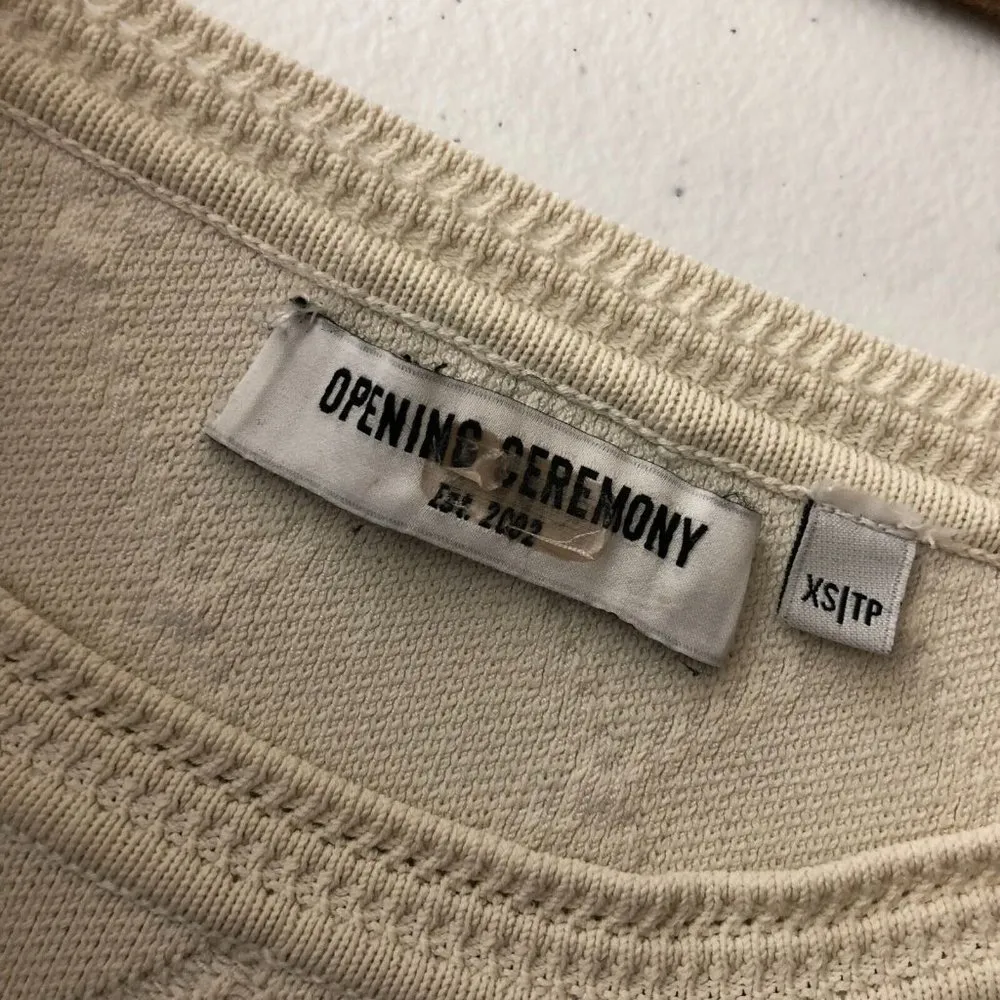 OPENING CEREMONY
EST. 2002
XS|TP